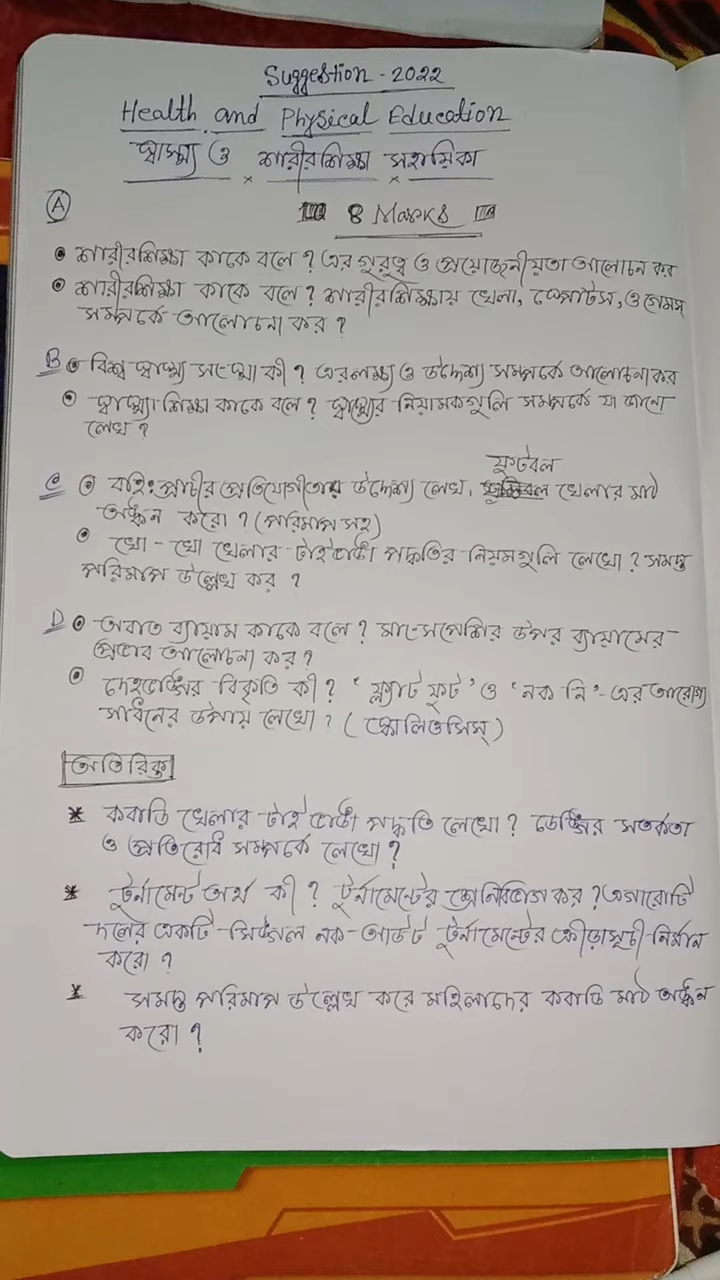 Suggestion - 2022
Health and Physical Education
স্বাস্থ্য ও শারীরশিক্ষা সহায়িকা
A
8 Marks
শারীরশিক্ষা কাকে বলে ? এর গুরুত্ব ও প্রয়োজনীয়তা আলোচন কর
শারীরশিক্ষা কাকে বলে ? শারীরশিক্ষায় খেলা, স্পোর্টস, ও গেমস্
সম্পর্কে আলোচনা কর ?
B বিশ্ব স্বাস্থ্য সংস্থা কী ? এর লক্ষ্য ও উদ্দেশ্য সম্পর্কে আলোচনা কর
স্বাস্থ্য শিক্ষা কাকে বলে ? স্বাস্থ্যের নিয়ামকগুলি সম্পর্কে যা জানো
লেখ ?
ফুটবল
C বহিঃপ্রাচীর প্রতিযোগীতার উদ্দেশ্য লেখ, খেলার মাঠ
অঙ্কন করো ? (পরিমাপ সহ)
খো - খো খেলার টাইভাঙা পদ্ধতির নিয়মগুলি লেখো ? সমস্ত
পরিমাপ উল্লেখ কর ?
D অবাত ব্যায়াম কাকে বলে ? মাংসপেশির উপর ব্যায়ামের
প্রভাব আলোচনা কর ?
দেহভঙ্গির বিকৃতি কী ? 'ফ্ল্যাট ফুট' ও 'নক নি'-এর আরোগ্য
সাধনের উপায় লেখো ? (স্কোলিওসিস্)
অতিরিক্ত
* কবাডি খেলার টাইভাঙা পদ্ধতি লেখো ? ডেঙ্গির সতর্কতা
ও প্রতিরোধ সম্পর্কে লেখো ?
* টুর্নামেন্ট অর্থ কী ? টুর্নামেন্টের শ্রেনিবিভাগ কর ? এগারোটি
দলের একটি সিঙ্গল নক-আউট টুর্নামেন্টের ক্রীড়াসূচী নির্মান
করো ?
* সমস্ত পরিমাপ উল্লেখ করে মহিলাদের কবাডি মাঠ অঙ্কন
করো ?